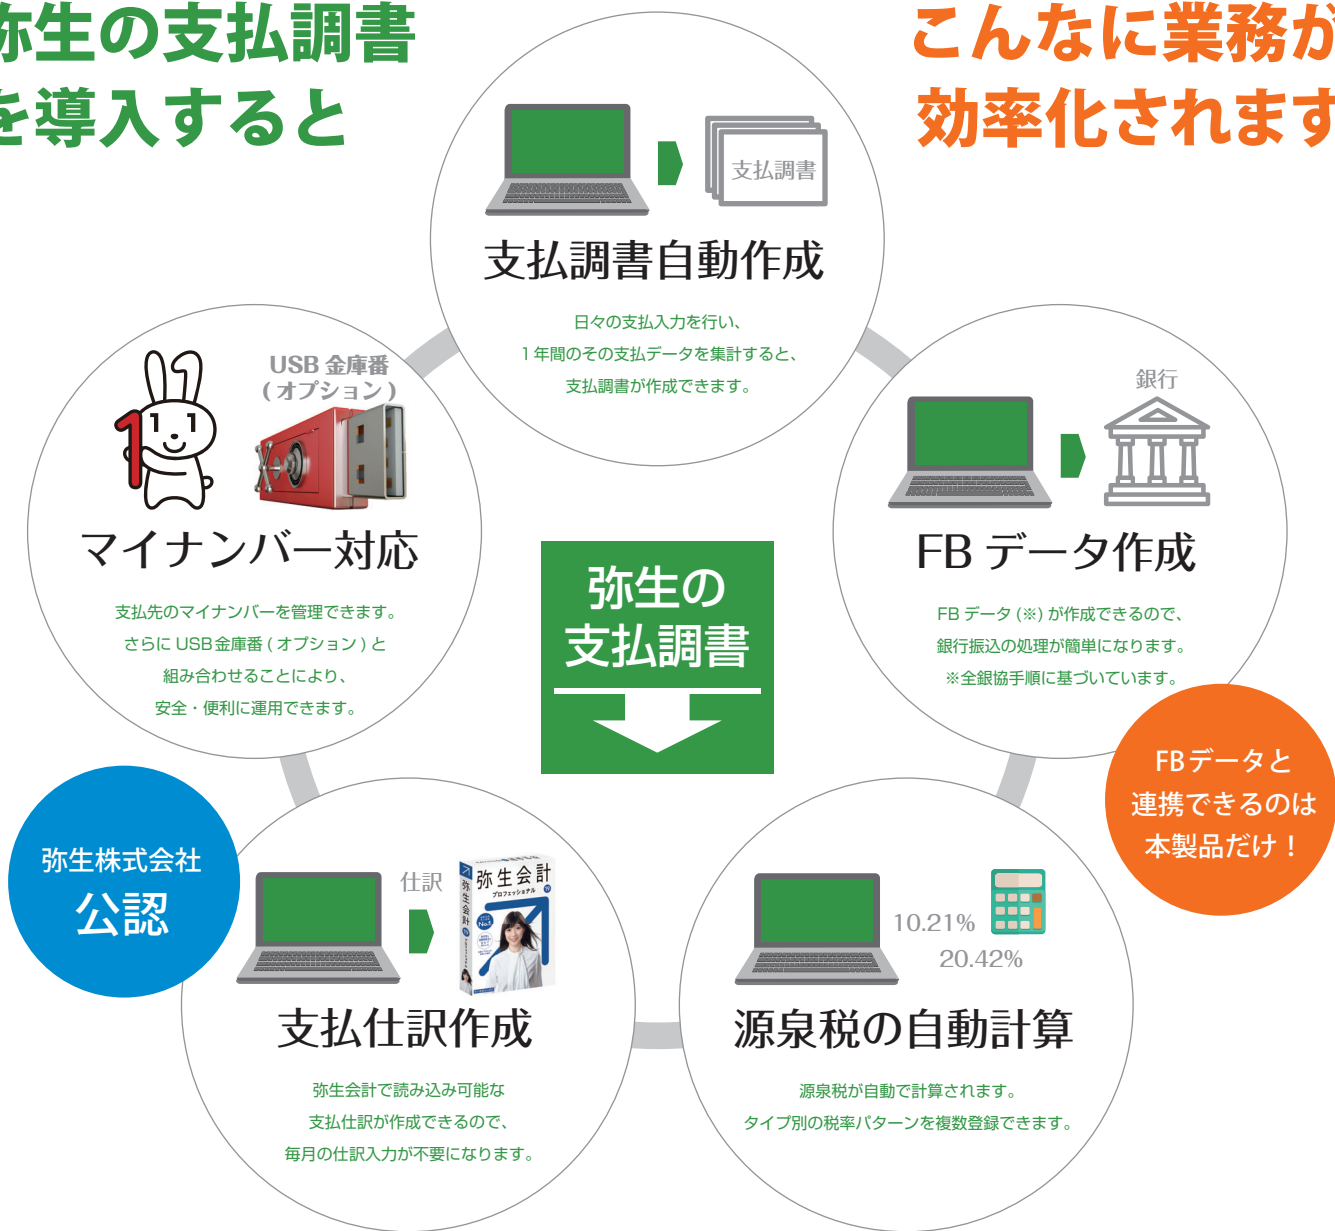 弥生の支払調書
を導入すると
こんなに業務が
効率化されます
支払調書
支払調書自動作成
日々の支払入力を行い、
1年間のその支払データを集計すると、
支払調書が作成できます。
USB 金庫番
( オプション )
マイナンバー対応
支払先のマイナンバーを管理できます。
さらに USB金庫番 ( オプション ) と
組み合わせることにより、
安全・便利に運用できます。
銀行
FB データ作成
FB データ (※) が作成できるので、
銀行振込の処理が簡単になります。
※全銀協手順に基づいています。
弥生の
支払調書
FBデータと
連携できるのは
本製品だけ！
弥生株式会社
公認
仕訳
弥生会計
プロフェッショナル
弥生会計
支払仕訳作成
弥生会計で読み込み可能な
支払仕訳が作成できるので、
毎月の仕訳入力が不要になります。
10.21%
20.42%
源泉税の自動計算
源泉税が自動で計算されます。
タイプ別の税率パターンを複数登録できます。